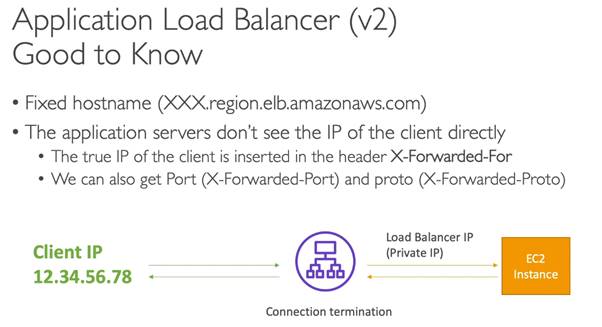 Application Load Balancer (v2)
Good to Know
• Fixed hostname (XXX.region.elb.amazonaws.com)
• The application servers don't see the IP of the client directly
• The true IP of the client is inserted in the header X-Forwarded-For
• We can also get Port (X-Forwarded-Port) and proto (X-Forwarded-Proto)
Client IP
12.34.56.78
Load Balancer IP
(Private IP)
EC2
Instance
Connection termination